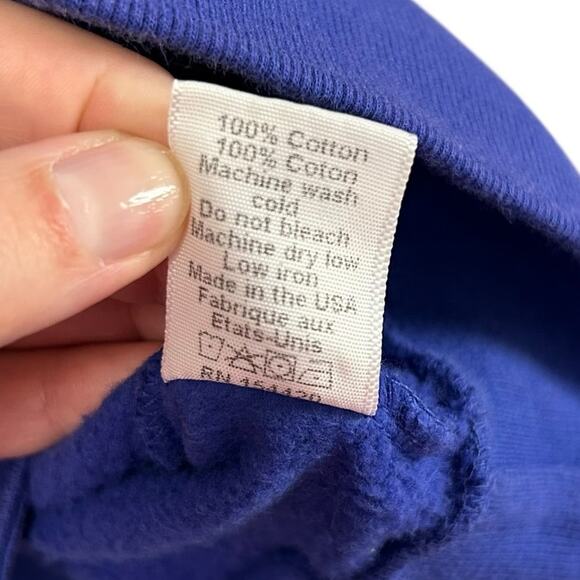 100% Cotton
100% Coton
Machine wash
cold
Do not bleach
Machine dry low
Low iron
Made in the USA
Fabrique aux
Etats-Unis
RN